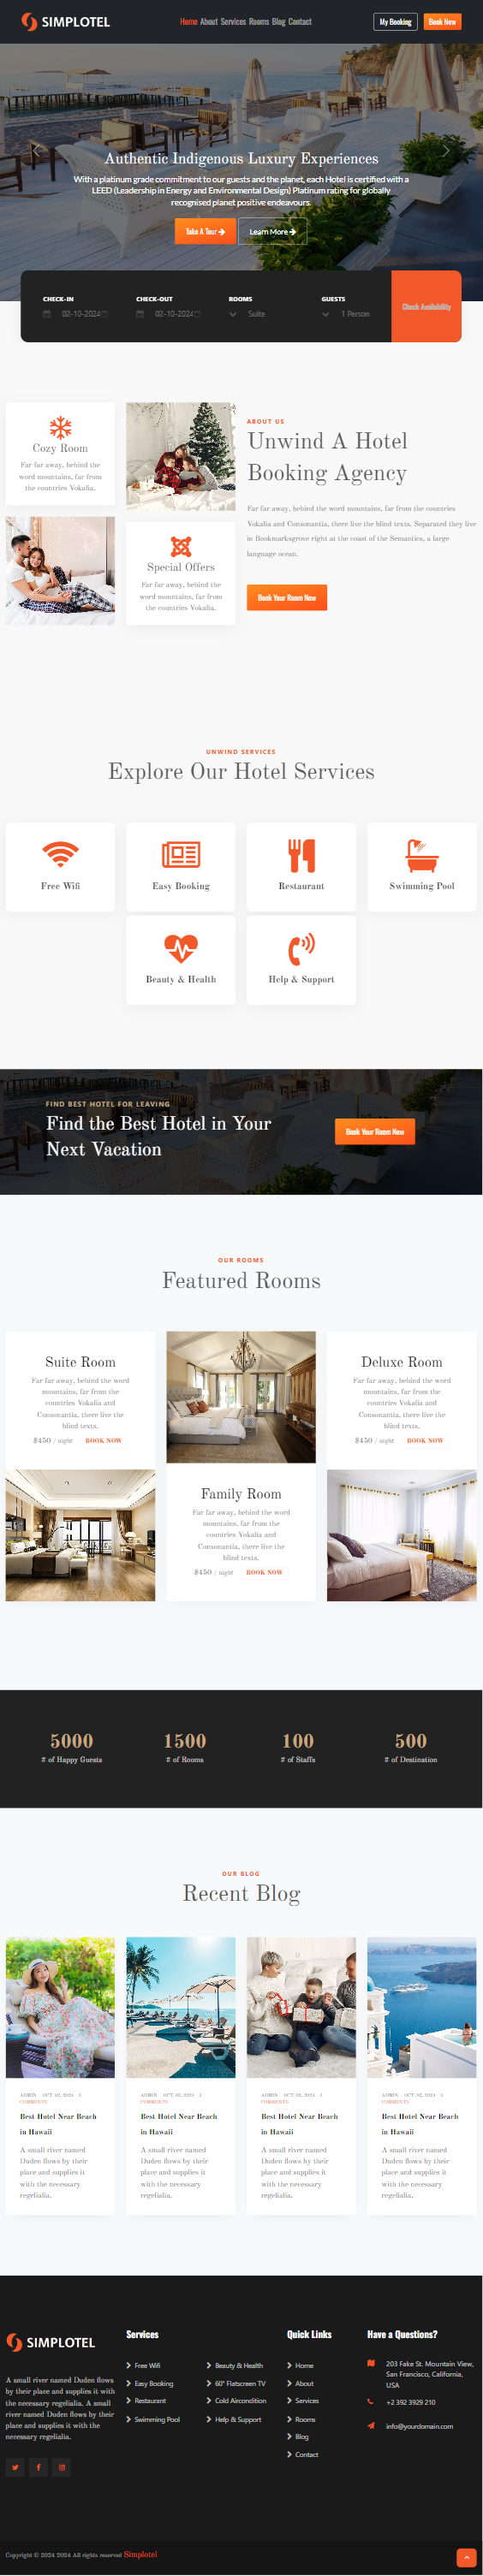 SIMPLOTEL
Home About Services Rooms Blog Contact
My Booking
Book Now
Authentic Indigenous Luxury Experiences
With a platinum grade commitment to our guests and the planet, each Hotel is certified with a
LEED (Leadership in Energy and Environmental Design) Platinum rating for globally
recognised planet positive endeavours.
Take A Tour
Learn More
CHECK-IN
02-10-2024
CHECK-OUT
02-10-2024
ROOMS
Suite
GUESTS
1 Person
Check Availability
Cozy Room
Far far away, behind the
word mountains, far from
the countries Vokalia.
Special Offers
Far far away, behind the
word mountains, far from
the countries Vokalia.
ABOUT US
Unwind A Hotel
Booking Agency
Far far away, behind the word mountains, far from the countries
Vokalia and Consonantia, there live the blind texts. Separated they live
in Bookmarksgrove right at the coast of the Semantics, a large
language ocean.
Book Your Room Now
UNWIND SERVICES
Explore Our Hotel Services
Free Wifi
Easy Booking
Restaurant
Swimming Pool
Beauty & Health
Help & Support
FIND BEST HOTEL FOR LEAVING
Find the Best Hotel in Your
Next Vacation
Book Your Room Now
OUR ROOMS
Featured Rooms
Suite Room
Far far away, behind the word
mountains, far from the
countries Vokalia and
Consonantia, there live the
blind texts.
$450 / night
BOOK NOW
Family Room
Far far away, behind the word
mountains, far from the
countries Vokalia and
Consonantia, there live the
blind texts.
$450 / night
BOOK NOW
Deluxe Room
Far far away, behind the word
mountains, far from the
countries Vokalia and
Consonantia, there live the
blind texts.
$450 / night
BOOK NOW
5000
# of Happy Guests
1500
# of Rooms
100
# of Staffs
500
# of Destination
OUR BLOG
Recent Blog
ADMIN OCT. 02, 2024 3
COMMENTS
Best Hotel Near Beach
in Hawaii
A small river named
Duden flows by their
place and supplies it
with the necessary
regelialia.
ADMIN OCT. 02, 2024 3
COMMENTS
Best Hotel Near Beach
in Hawaii
A small river named
Duden flows by their
place and supplies it
with the necessary
regelialia.
ADMIN OCT. 02, 2024 3
COMMENTS
Best Hotel Near Beach
in Hawaii
A small river named
Duden flows by their
place and supplies it
with the necessary
regelialia.
ADMIN OCT. 02, 2024 3
COMMENTS
Best Hotel Near Beach
in Hawaii
A small river named
Duden flows by their
place and supplies it
with the necessary
regelialia.
SIMPLOTEL
A small river named Duden flows
by their place and supplies it with
the necessary regelialia. A small
river named Duden flows by their
place and supplies it with the
necessary regelialia.
Services
Free Wifi
Easy Booking
Restaurant
Swimming Pool
Beauty & Health
60" Flatscreen TV
Cold Aircondition
Help & Support
Quick Links
Home
About
Services
Rooms
Blog
Contact
Have a Questions?
203 Fake St. Mountain View,
San Francisco, California,
USA
+2 392 3929 210
info@yourdomain.com
Copyright © 2024 2024 All rights reserved Simplotel